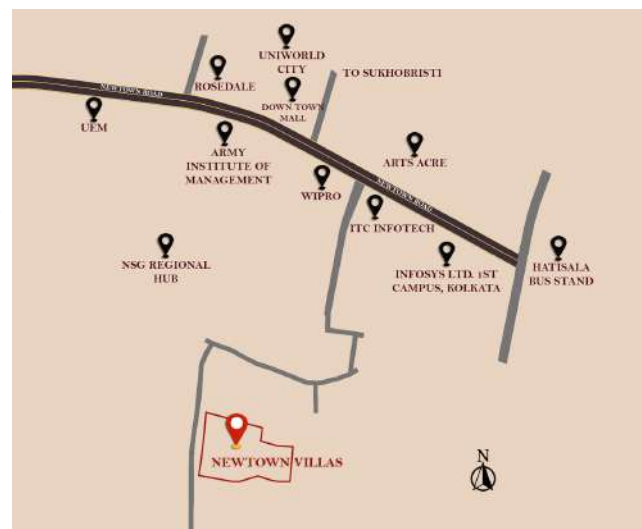 UNIWORLD
CITY
TO SUKHOBRISTI
ROSEDALE
NEWTOWN ROAD
DOWN TOWN
MALL
UEM
ARMY
INSTITUTE OF
MANAGEMENT
ARTS ACRE
WIPRO
NEWTOWN ROAD
ITC INFOTECH
NSG REGIONAL
HUB
INFOSYS LTD. 1ST
CAMPUS, KOLKATA
HATISALA
BUS STAND
NEWTOWN VILLAS
N